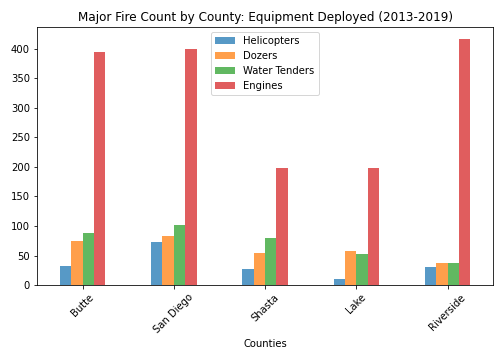 Major Fire Count by County: Equipment Deployed (2013-2019)
Helicopters
Dozers
Water Tenders
Engines
400
350
300
250
200
150
100
50
0
Butte
San Diego
Shasta
Lake
Riverside
Counties